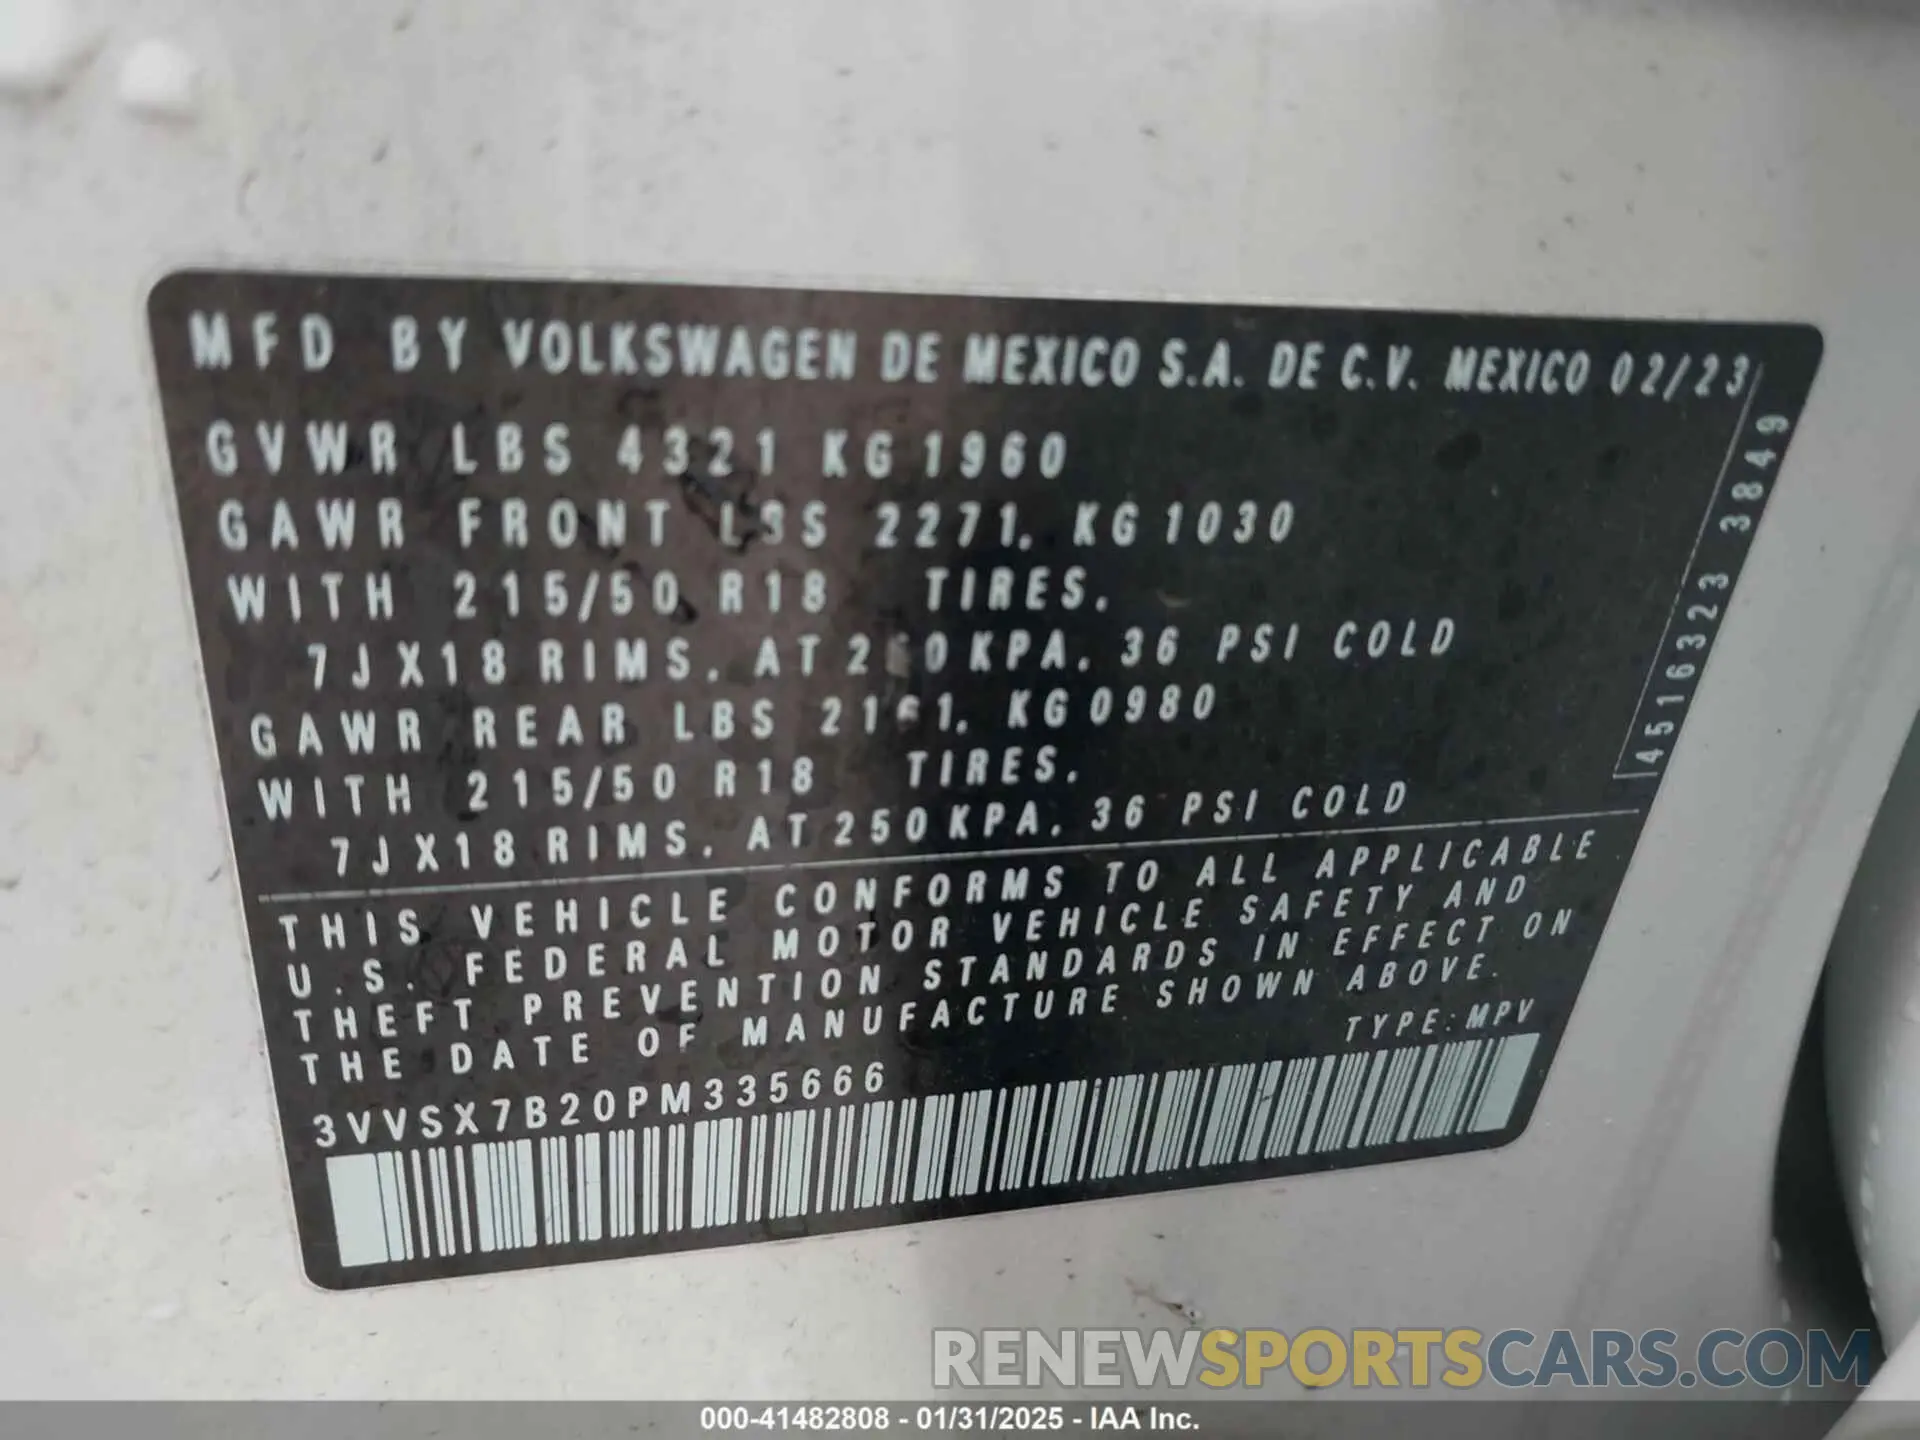 MFD BY VOLKSWAGEN DE MEXICO S.A. DE C.V. MEXICO 02/23
GVWR LBS 4321 KG 1960
GAWR FRONT LBS 2271, KG 1030
WITH 215/50 R18 TIRES,
7JX18 RIMS, AT KPA, 36 PSI COLD
GAWR REAR LBS 2161, KG 0980
WITH 215/50 R18 TIRES,
7JX18 RIMS, AT 250 KPA, 36 PSI COLD
4516323 3849
THIS VEHICLE CONFORMS TO ALL APPLICABLE
U.S. FEDERAL MOTOR VEHICLE SAFETY AND
THEFT PREVENTION STANDARDS IN EFFECT ON
THE DATE OF MANUFACTURE SHOWN ABOVE.
TYPE: MPV
3VVSX7B20PM335666
RENEWSPORTSCARS.COM
000-41482808 - 01/31/2025 - IAA Inc.